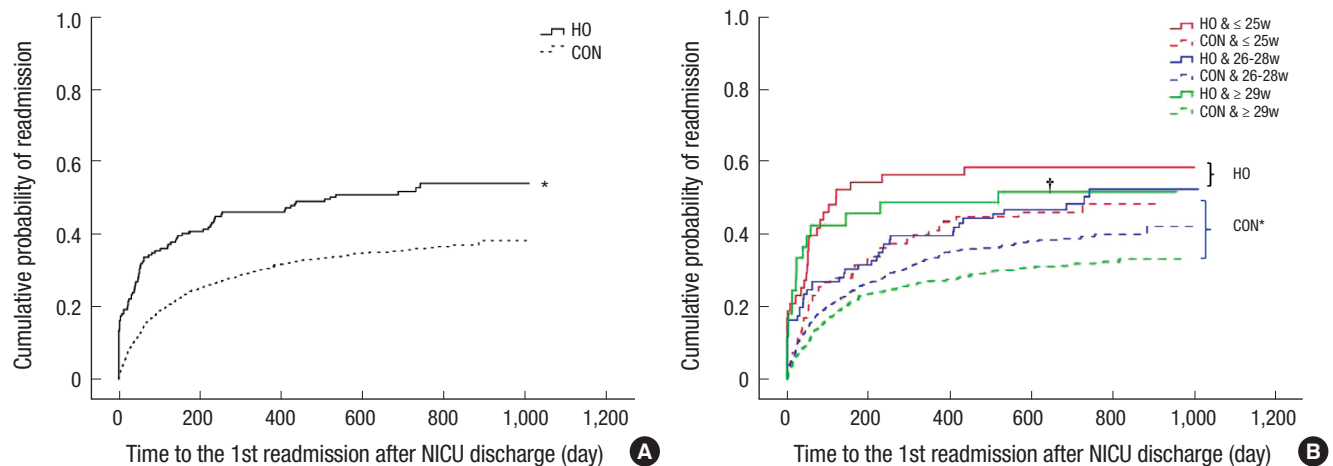 1.0
0.8
0.6
0.4
0.2
0
Cumulative probability of readmission
HO
CON
*
0 200 400 600 800 1,000 1,200
Time to the 1st readmission after NICU discharge (day)
A
1.0
0.8
0.6
0.4
0.2
0
Cumulative probability of readmission
HO & ≤ 25w
CON & ≤ 25w
HO & 26-28w
CON & 26-28w
HO & ≥ 29w
CON & ≥ 29w
†
HO
CON*
0 200 400 600 800 1,000 1,200
Time to the 1st readmission after NICU discharge (day)
B